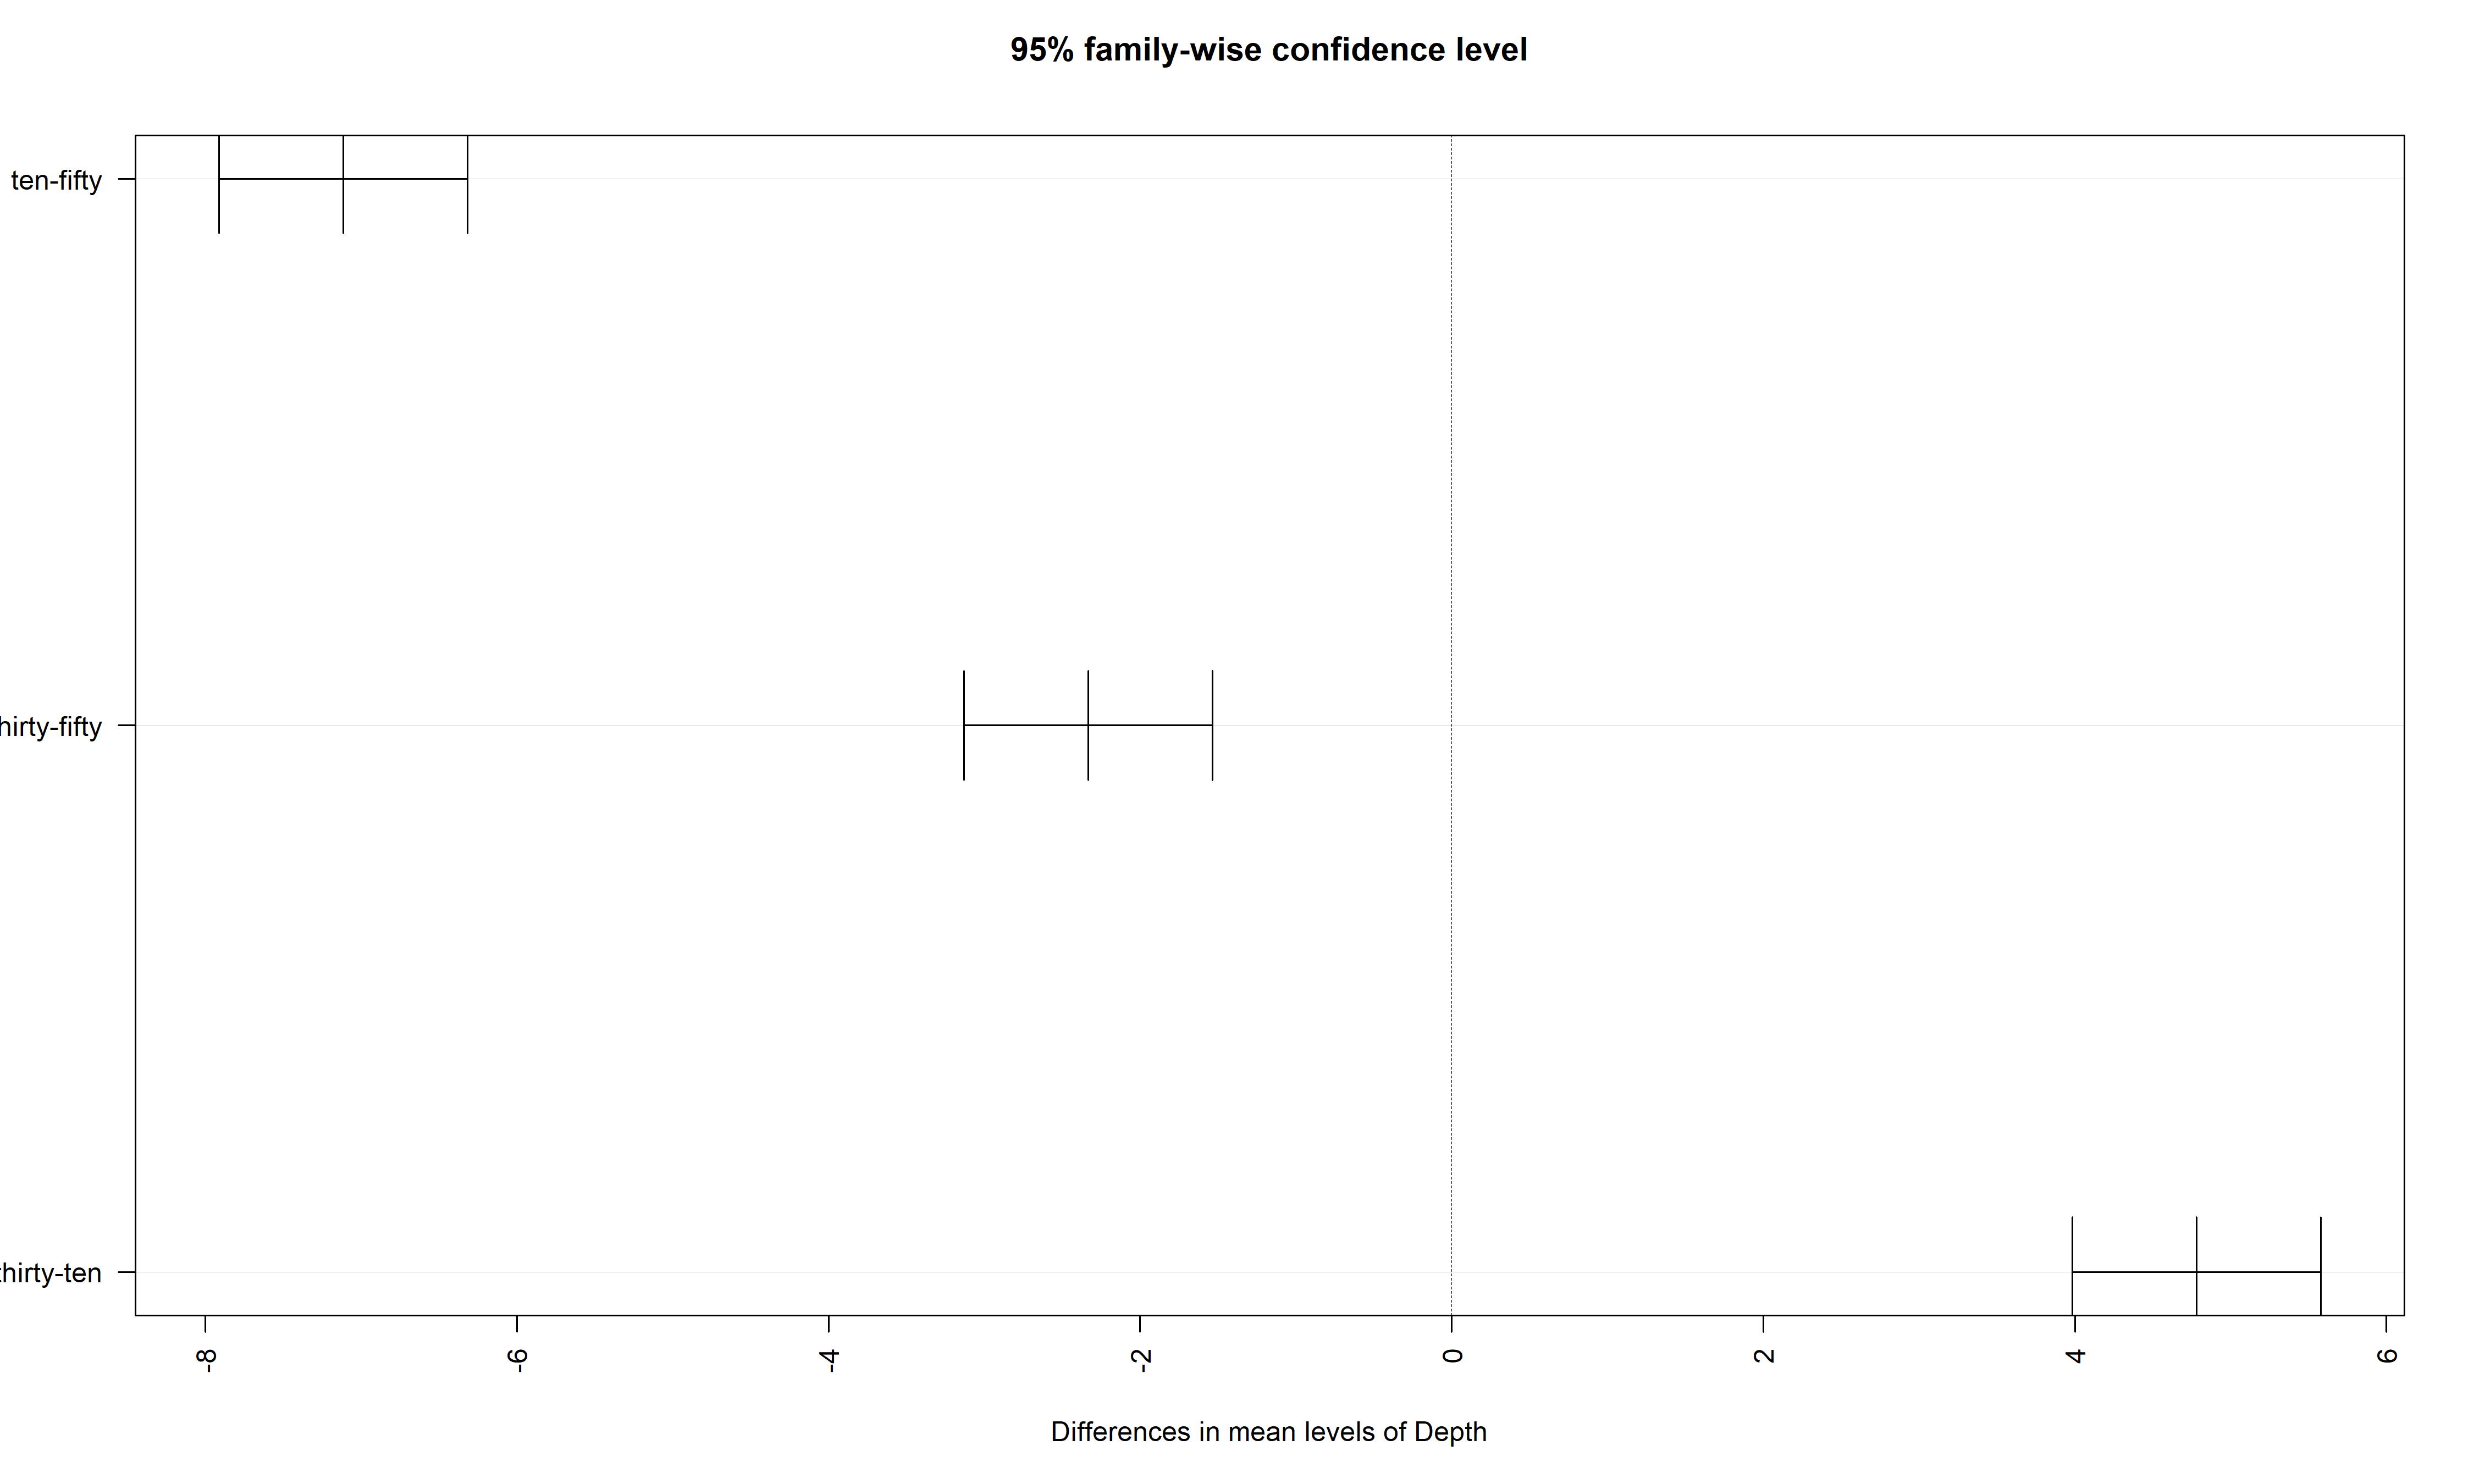 95% family-wise confidence level
ten-fifty
hirty-fifty
thirty-ten
-8 -6 -4 -2 0 2 4 6
Differences in mean levels of Depth